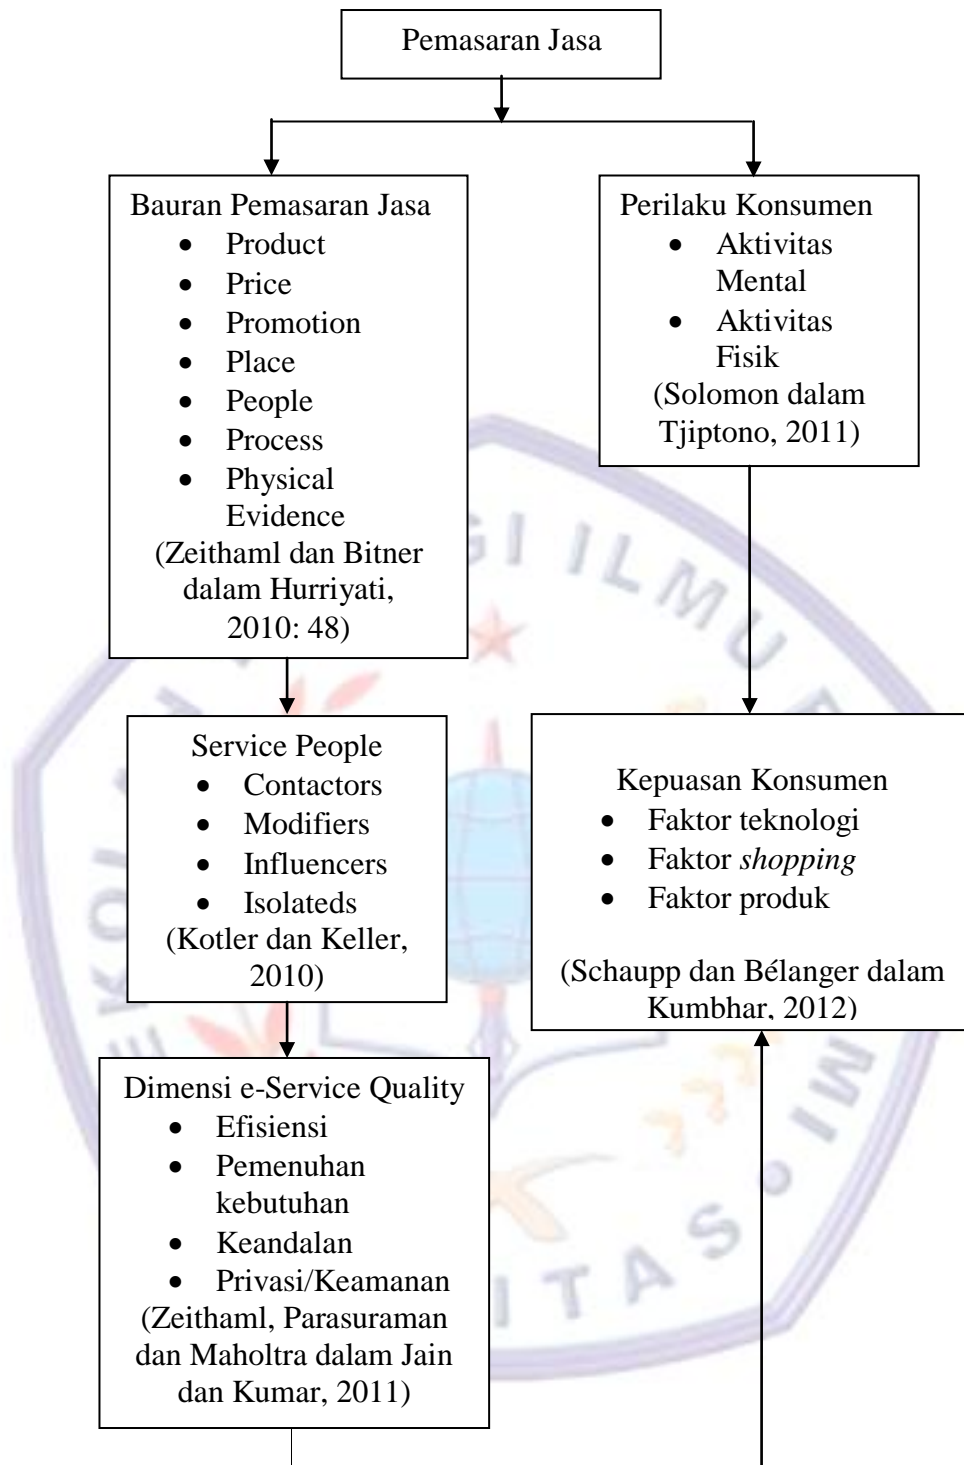 Pemasaran Jasa
Bauran Pemasaran Jasa
• Product
• Price
• Promotion
• Place
• People
• Process
• Physical
Evidence
(Zeithaml dan Bitner
dalam Hurriyati,
2010: 48)
Perilaku Konsumen
• Aktivitas
Mental
• Aktivitas
Fisik
(Solomon dalam
Tjiptono, 2011)
Service People
• Contactors
• Modifiers
• Influencers
• Isolateds
(Kotler dan Keller,
2010)
Kepuasan Konsumen
• Faktor teknologi
• Faktor shopping
• Faktor produk
(Schaupp dan Bélanger dalam
Kumbhar, 2012)
Dimensi e-Service Quality
• Efisiensi
• Pemenuhan
kebutuhan
• Keandalan
• Privasi/Keamanan
(Zeithaml, Parasuraman
dan Maholtra dalam Jain
dan Kumar, 2011)
ILMU